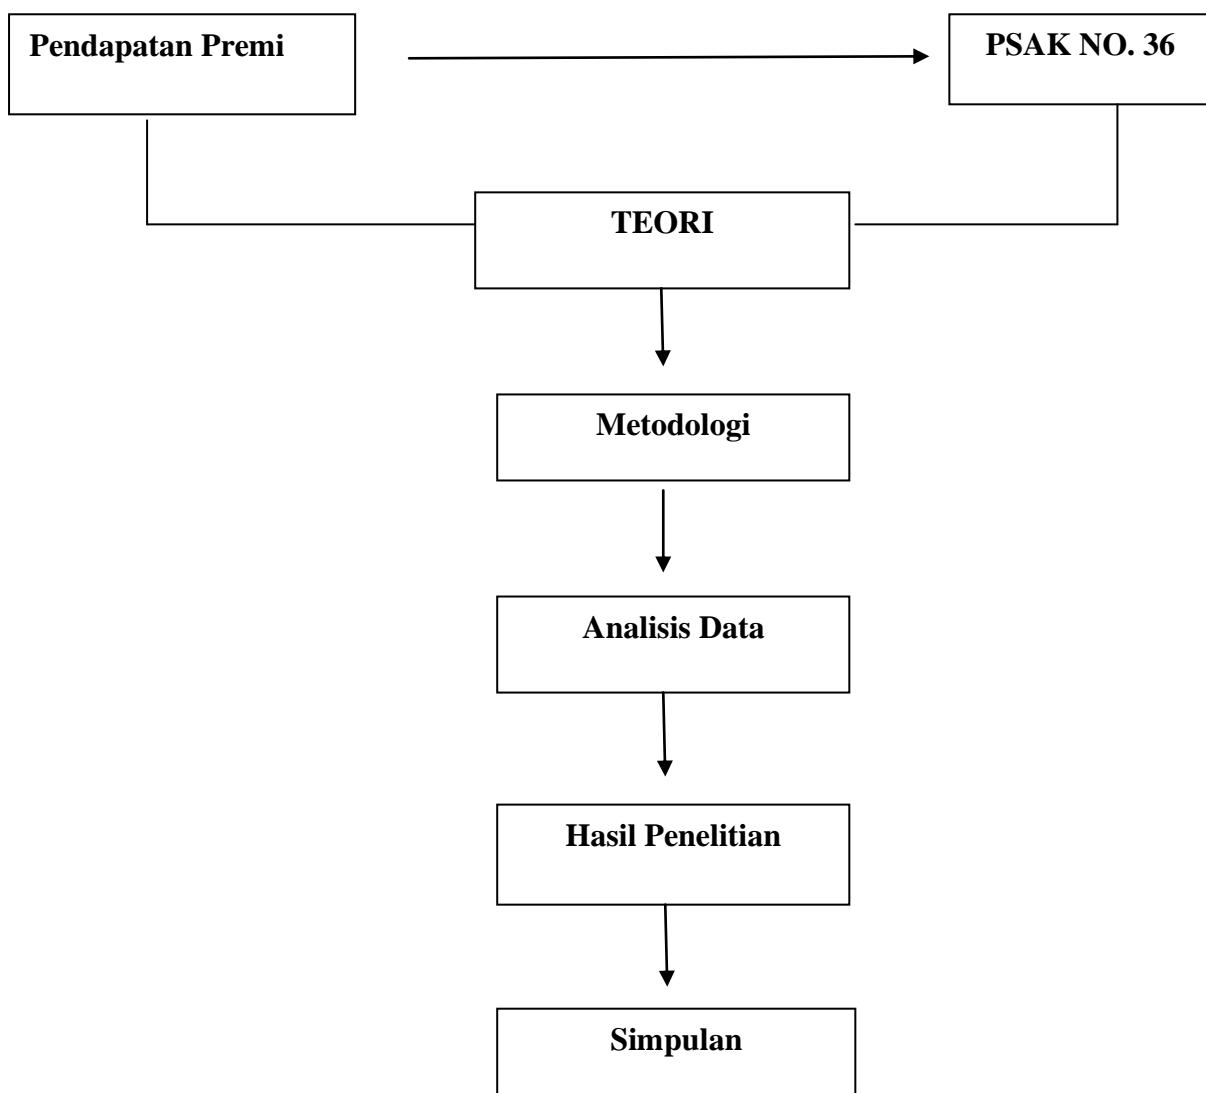 Pendapatan Premi
PSAK NO. 36
TEORI
Metodologi
Analisis Data
Hasil Penelitian
Simpulan